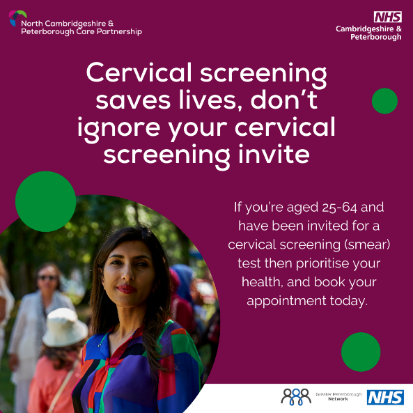 North Cambridgeshire &
Peterborough Care Partnership
NHS
Cambridgeshire &
Peterborough
Cervical screening
saves lives, don't
ignore your cervical
screening invite
If you're aged 25-64 and
have been invited for a
cervical screening (smear)
test then prioritise your
health, and book your
appointment today.
Greater Peterborough
Network
NHS